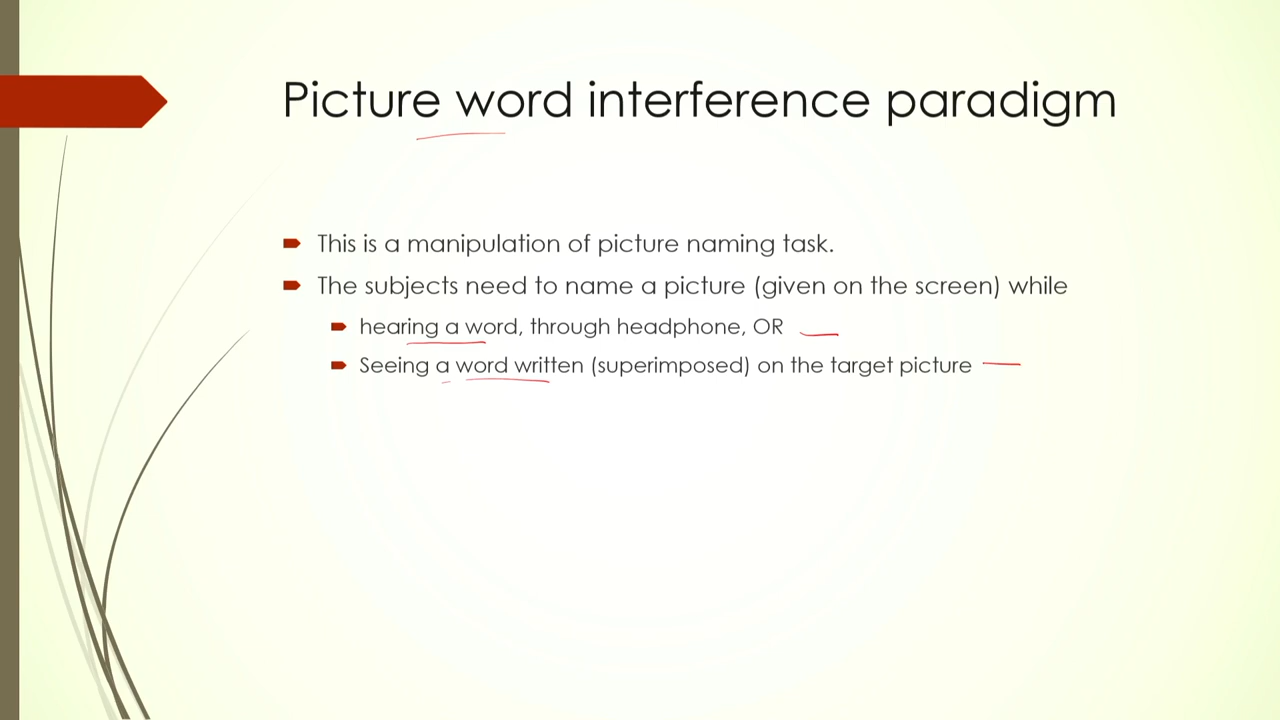 Picture word interference paradigm
This is a manipulation of picture naming task.
The subjects need to name a picture (given on the screen) while
hearing a word, through headphone, OR
Seeing a word written (superimposed) on the target picture